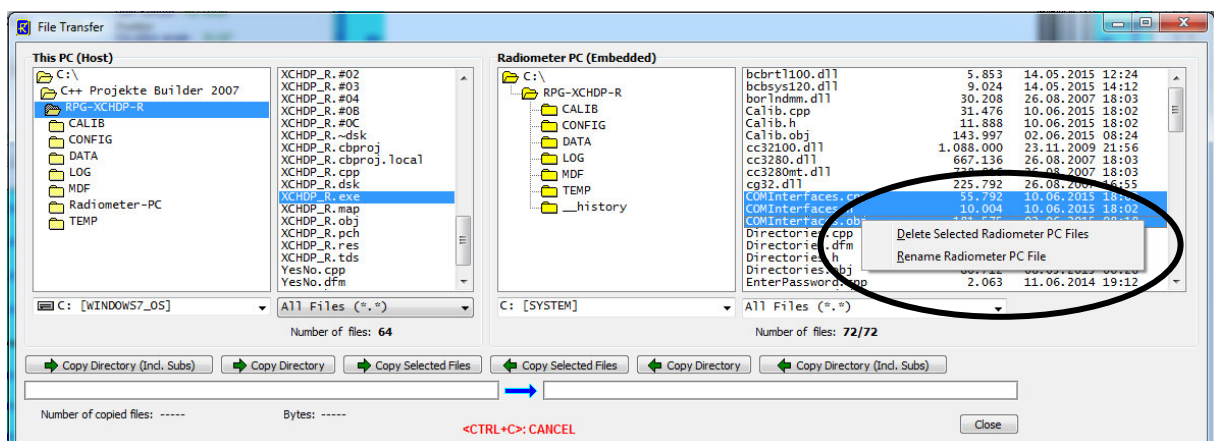 File Transfer
This PC (Host)
C:\
C++ Projekte Builder 2007
RPG-XCHDP-R
CALIB
CONFIG
DATA
LOG
MDF
Radiometer-PC
TEMP
XCHDP_R.#02
XCHDP_R.#03
XCHDP_R.#04
XCHDP_R.#0B
XCHDP_R.#0C
XCHDP_R.~dsk
XCHDP_R.cbproj
XCHDP_R.cbproj.local
XCHDP_R.cpp
XCHDP_R.dsk
XCHDP_R.exe
XCHDP_R.map
XCHDP_R.obj
XCHDP_R.pch
XCHDP_R.res
XCHDP_R.tds
YesNo.cpp
YesNo.dfm
C: [WINDOWS7_OS]
All Files (*.*)
Number of files: 64
Radiometer PC (Embedded)
C:\
RPG-XCHDP-R
CALIB
CONFIG
DATA
LOG
MDF
TEMP
__history
bcbrtl100.dll 5.853 14.05.2015 12:24
bcbsys120.dll 9.024 14.05.2015 14:12
borlndmm.dll 30.208 26.08.2007 18:03
Calib.cpp 31.476 10.06.2015 18:02
Calib.h 11.888 10.06.2015 18:02
Calib.obj 143.997 02.06.2015 08:24
cc32100.dll 1.088.000 23.11.2009 21:56
cc3280.dll 667.136 26.08.2007 18:03
cc3280mt.dll 26.08.2007 18:03
cg32.dll 225.792 26.08.2007
COMInterfaces.cpp 55.792 10.06.2015
COMInterfaces.h 10.004 10.06.2015 18:02
COMInterfaces.obj
Directories.cpp
Directories.dfm
Directories.h
Directories.obj
EnterPassword.cpp 2.063 11.06.2014 19:12
Delete Selected Radiometer PC Files
Rename Radiometer PC File
C: [SYSTEM]
All Files (*.*)
Number of files: 72/72
Copy Directory (Incl. Subs)
Copy Directory
Copy Selected Files
Copy Selected Files
Copy Directory
Copy Directory (Incl. Subs)
Number of copied files: -----
Bytes: -----
<CTRL+C>: CANCEL
Close